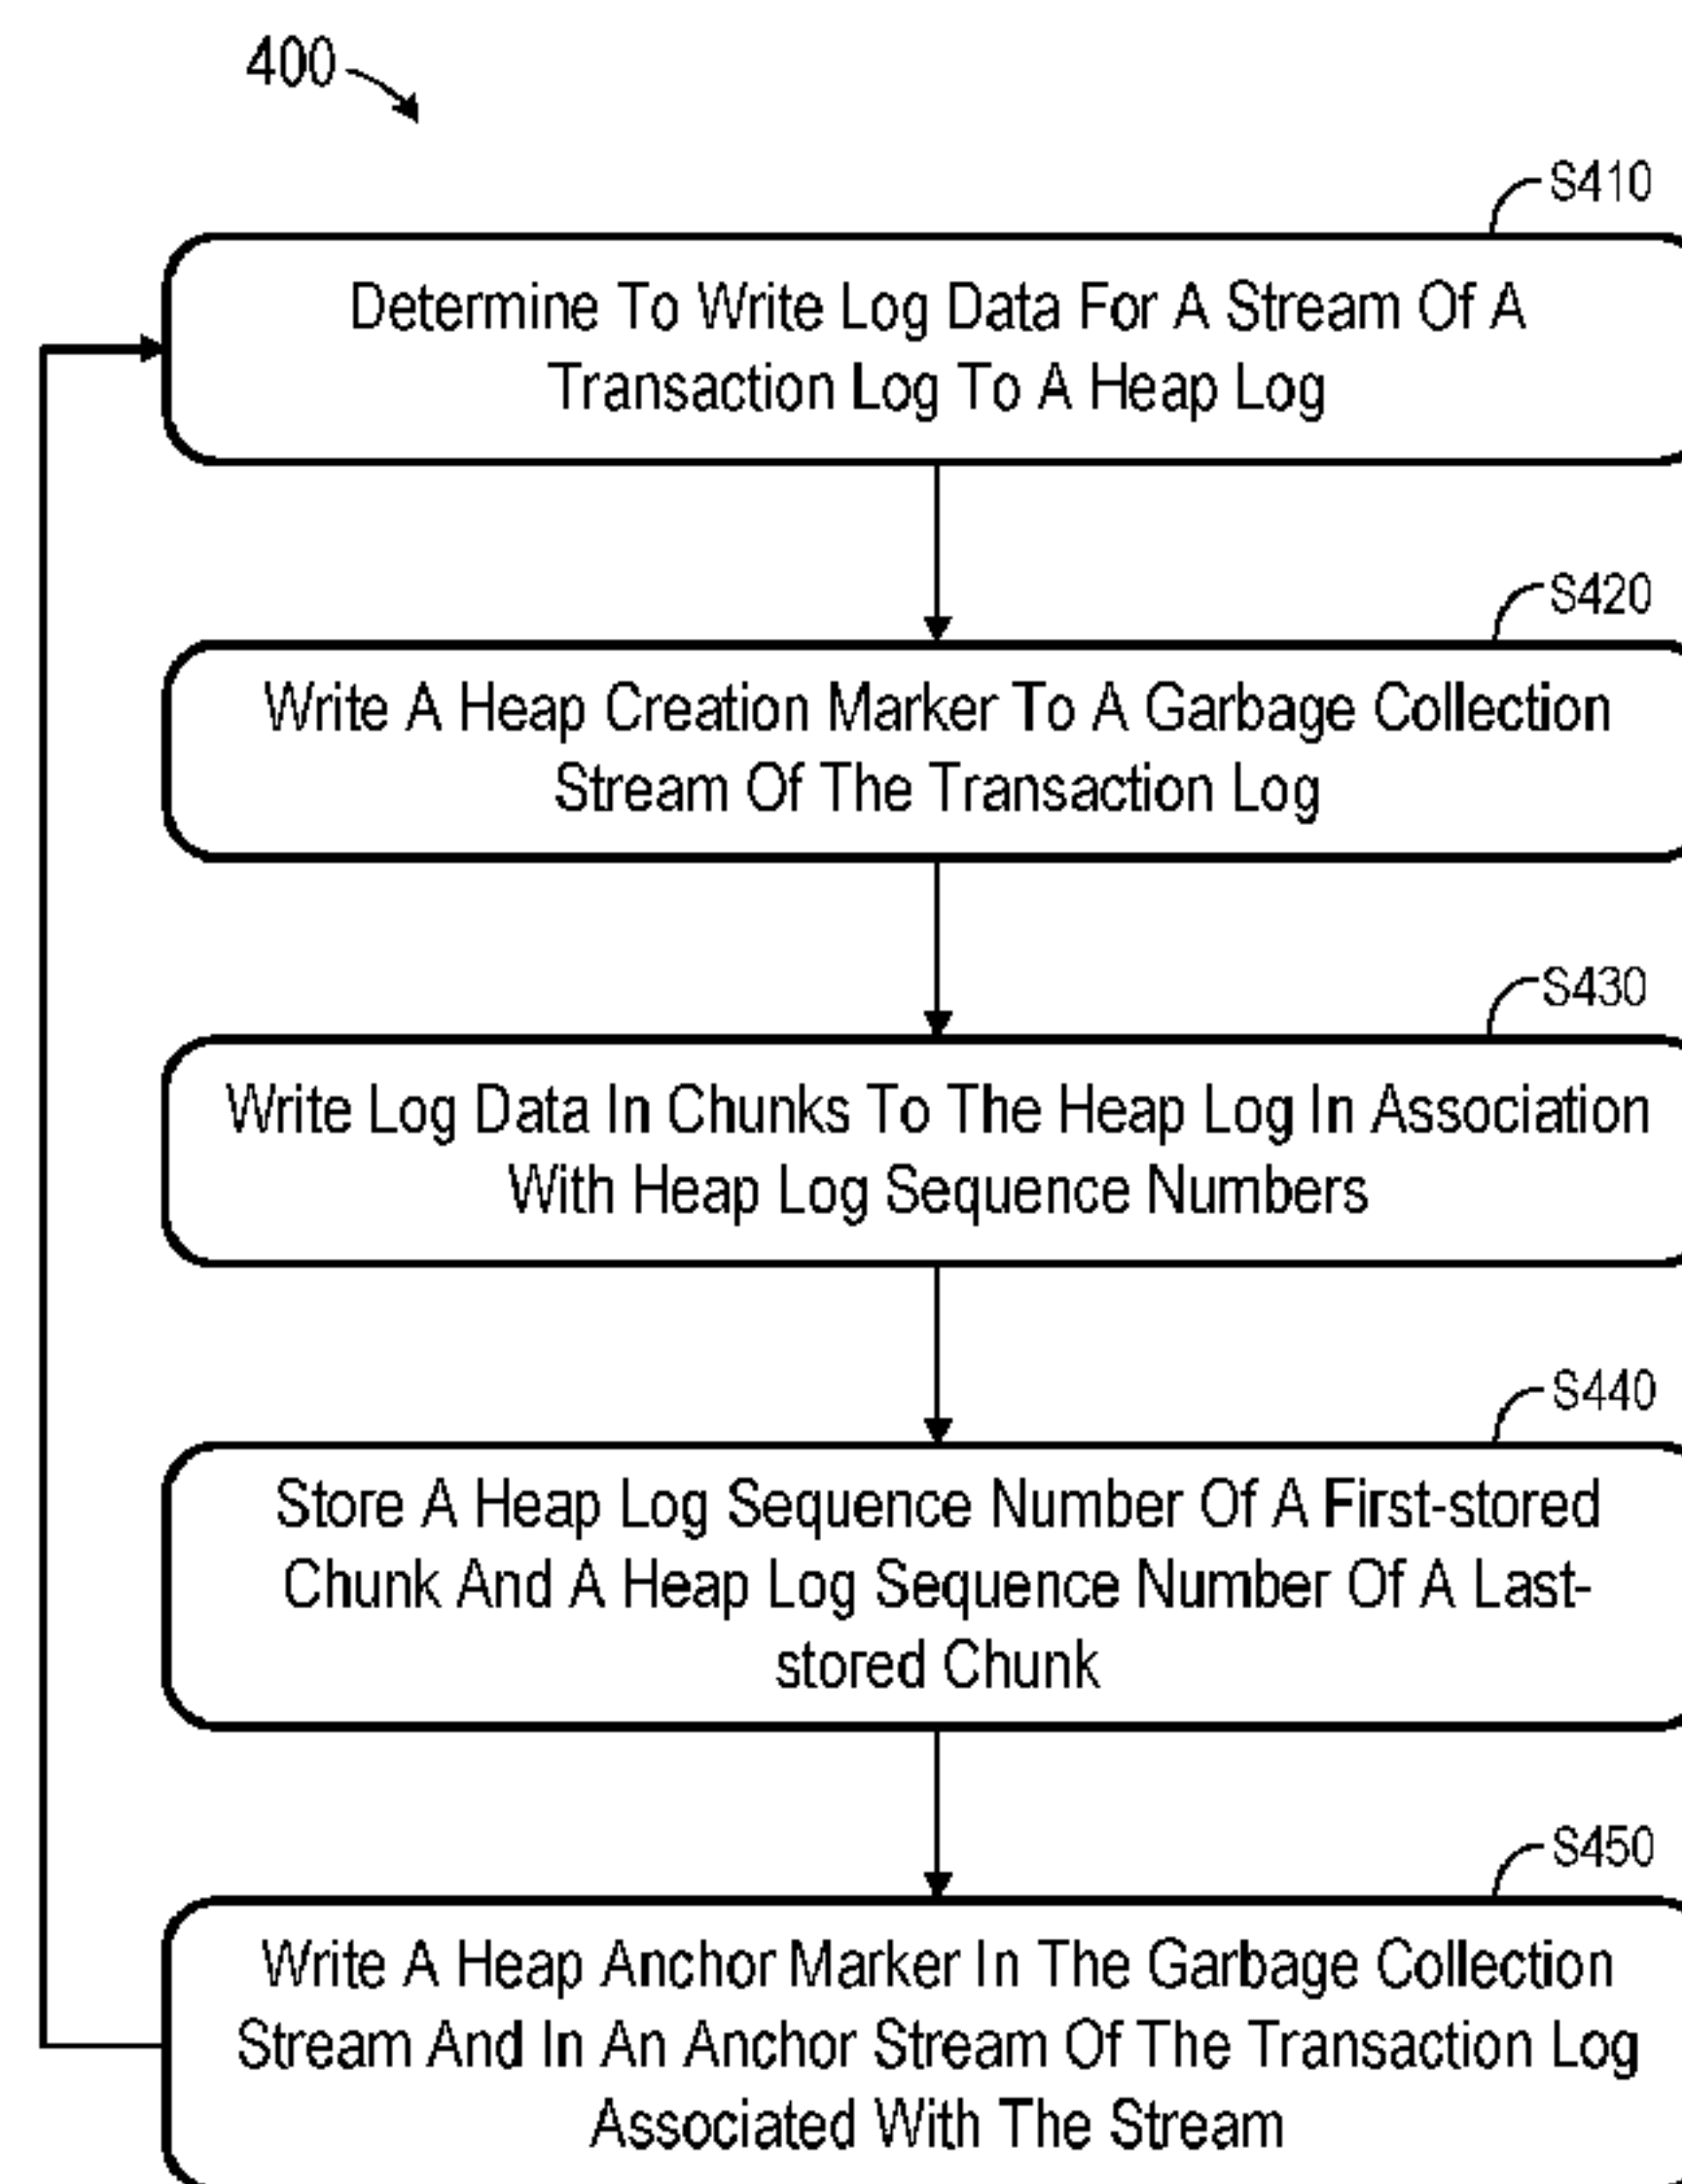 400
S410
Determine To Write Log Data For A Stream Of A
Transaction Log To A Heap Log
S420
Write A Heap Creation Marker To A Garbage Collection
Stream Of The Transaction Log
S430
Write Log Data In Chunks To The Heap Log In Association
With Heap Log Sequence Numbers
S440
Store A Heap Log Sequence Number Of A First-stored
Chunk And A Heap Log Sequence Number Of A Last-
stored Chunk
S450
Write A Heap Anchor Marker In The Garbage Collection
Stream And In An Anchor Stream Of The Transaction Log
Associated With The Stream